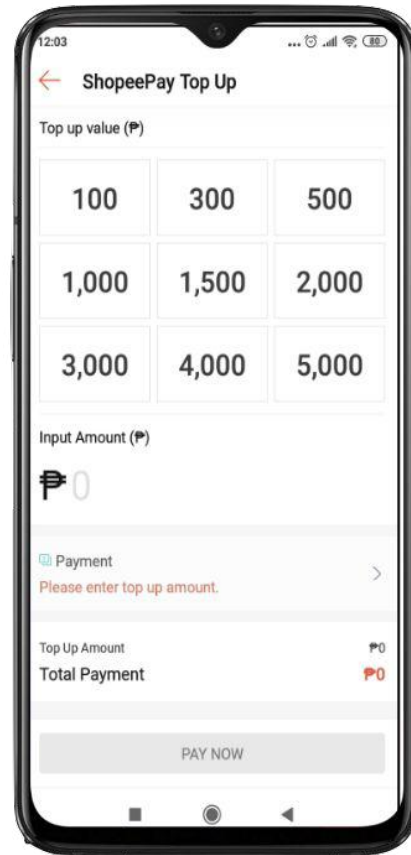 12:03
... 80
ShopeePay Top Up
Top up value (₱)
100 300 500
1,000 1,500 2,000
3,000 4,000 5,000
Input Amount (₱)
₱0
Payment
Please enter top up amount.
Top Up Amount ₱0
Total Payment ₱0
PAY NOW